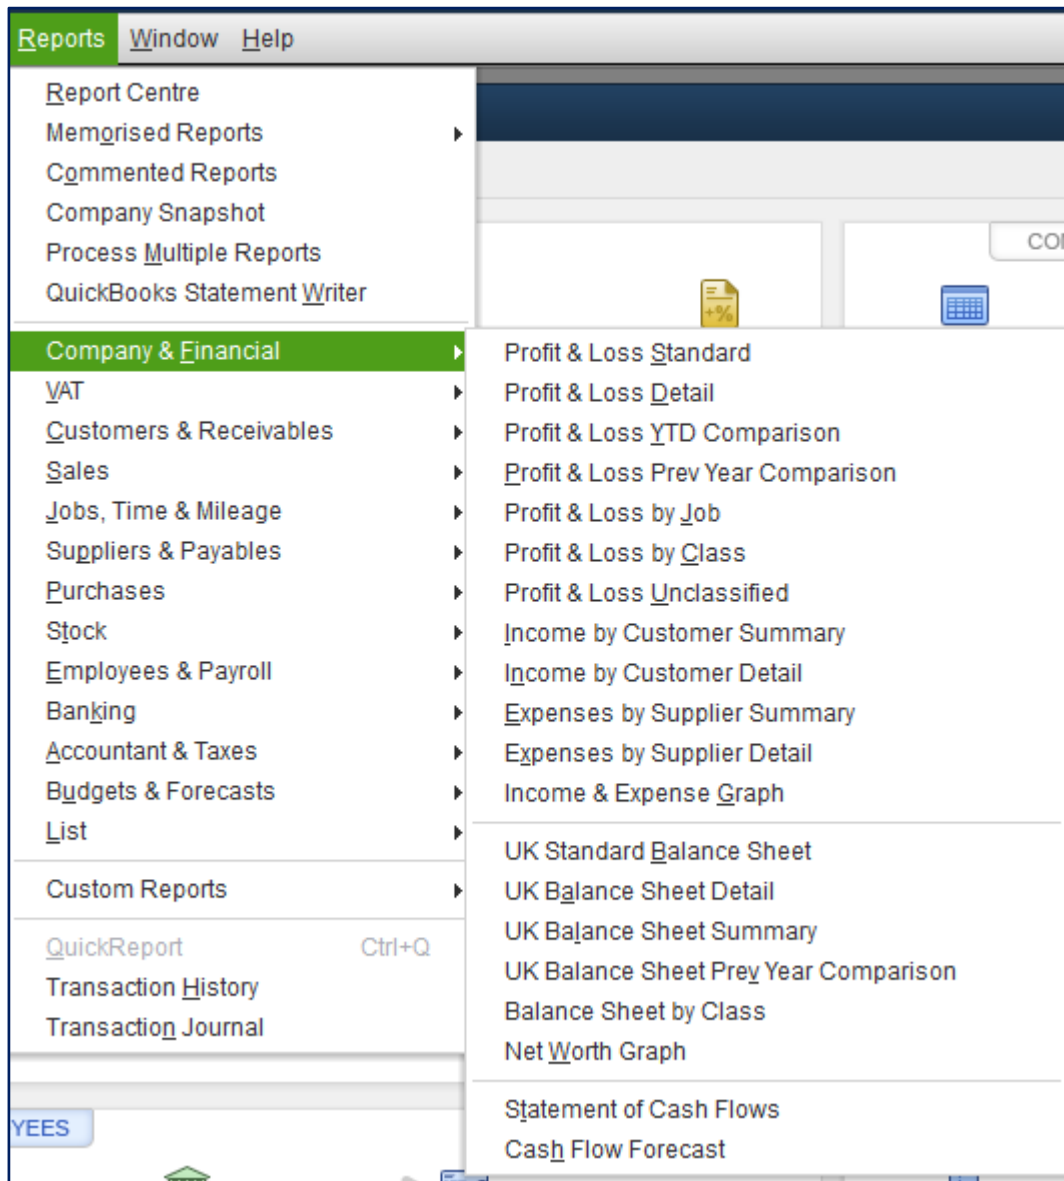 Reports Window Help
Report Centre
Memorised Reports
Commented Reports
Company Snapshot
Process Multiple Reports
QuickBooks Statement Writer
Company & Financial
VAT
Customers & Receivables
Sales
Jobs, Time & Mileage
Suppliers & Payables
Purchases
Stock
Employees & Payroll
Banking
Accountant & Taxes
Budgets & Forecasts
List
Custom Reports
QuickReport Ctrl+Q
Transaction History
Transaction Journal
COM
+%
Profit & Loss Standard
Profit & Loss Detail
Profit & Loss YTD Comparison
Profit & Loss Prev Year Comparison
Profit & Loss by Job
Profit & Loss by Class
Profit & Loss Unclassified
Income by Customer Summary
Income by Customer Detail
Expenses by Supplier Summary
Expenses by Supplier Detail
Income & Expense Graph
UK Standard Balance Sheet
UK Balance Sheet Detail
UK Balance Sheet Summary
UK Balance Sheet Prev Year Comparison
Balance Sheet by Class
Net Worth Graph
Statement of Cash Flows
Cash Flow Forecast
YEES